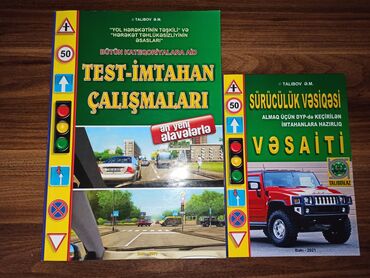 © TALIBOV Ə.M.
"YOL HƏRƏKƏTİNİN TƏŞKİLİ" VƏ
"HƏRƏKƏT TƏHLÜKƏSİZLİYİNİN
ƏSASLARI"
BÜTÜN KATEQORİYALARA AİD
TEST-İMTAHAN
ÇALIŞMALARI
ən yeni
əlavələrlə
50
© TALIBOV Ə.M.
SÜRÜCÜLÜK VƏSİQƏSİ
ALMAQ ÜÇÜN DYP-də KEÇİRİLƏN
İMTAHANLARA HAZIRLIQ
VƏSAİTİ
50
TALIBOV.AZ
Bakı - 2021